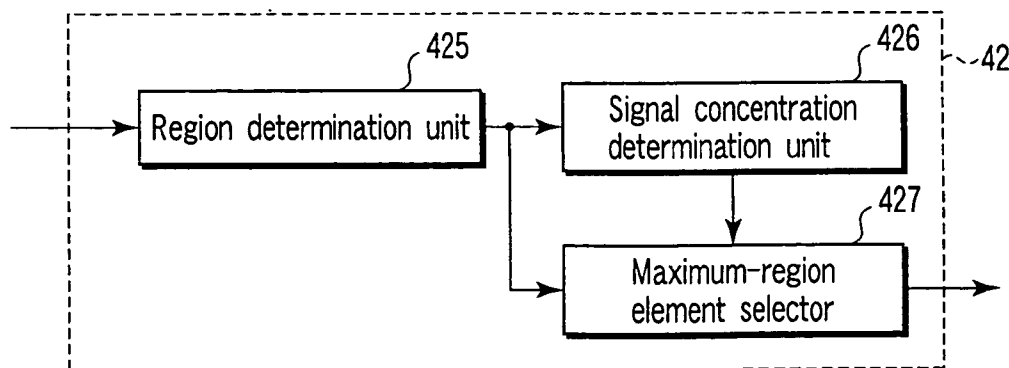 425
Region determination unit
426
Signal concentration
determination unit
42
427
Maximum-region
element selector